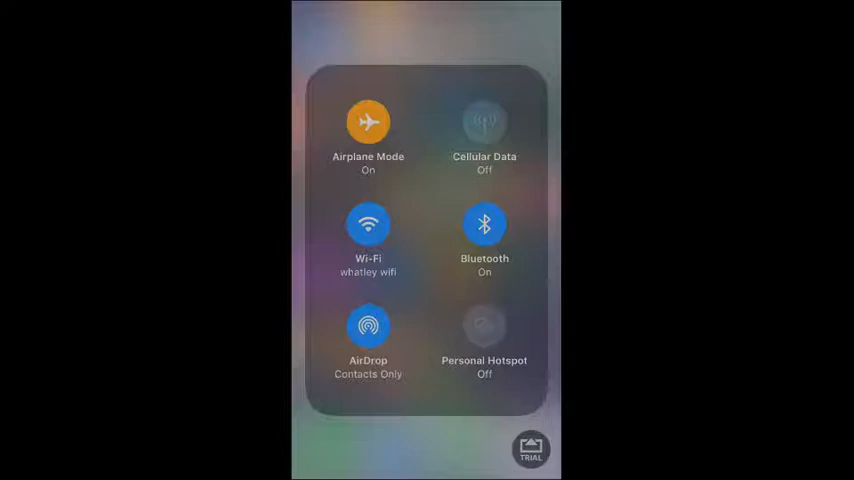 Airplane Mode
On
Cellular Data
Off
Wi-Fi
whatley wifi
Bluetooth
On
AirDrop
Contacts Only
Personal Hotspot
Off
TRIAL